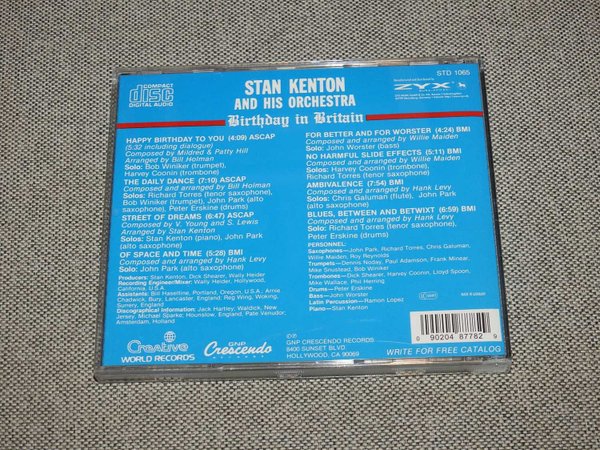 COMPACT
disc
DIGITAL AUDIO
STAN KENTON
AND HIS ORCHESTRA
Birthday in Britain
STD 1065
ZYX
HAPPY BIRTHDAY TO YOU (4:09) ASCAP
(5:32 including dialogue)
Composed by Mildred & Patty Hill
Arranged by Bill Holman
Solo: Bob Winiker (trumpet),
Harvey Coonin (trombone)
THE DAILY DANCE (7:10) ASCAP
Composed and arranged by Bill Holman
Solos: Richard Torres (tenor saxophone),
Bob Winiker (trumpet), John Park (alto
saxophone), Peter Erskine (drums)
STREET OF DREAMS (6:47) ASCAP
Composed by V. Young and S. Lewis
Arranged by Stan Kenton
Solos: Stan Kenton (piano), John Park
(alto saxophone)
OF SPACE AND TIME (5:28) BMI
Composed and arranged by Hank Levy
Solo: John Park (alto saxophone)
Producers: Stan Kenton, Dick Shearer, Wally Heider
Recording Engineer/Mixer: Wally Heider, Hollywood,
California, U.S.A.
Assistants: Bill Haseltine, Portland, Oregon, U.S.A.; Arnie
Chadwick, Bury, Lancaster, England; Reg Wing, Woking,
Surrery, England
Discographical Information: Jack Hartley, Waldrick, New
Jersey; Michael Sparke; Hounslow, England; Pate Venudor;
Amsterdam, Holland
FOR BETTER AND FOR WORSTER (4:24) BMI
Composed and arranged by Willie Maiden
Solo: John Worster (bass)
NO HARMFUL SLIDE EFFECTS (5:11) BMI
Composed and arranged by Willie Maiden
Solos: Harvey Coonin (trombone),
Richard Torres (tenor saxophone)
AMBIVALENCE (7:54) BMI
Composed and arranged by Hank Levy
Solos: Chris Galuman (flute), John Park
(alto saxophone)
BLUES, BETWEEN AND BETWIXT (6:59) BMI
Composed and arranged by Hank Levy
Solo: Richard Torres (tenor saxophone),
Peter Erskine (drums)
PERSONNEL:
Saxophones—John Park, Richard Torres, Chris Galuman,
Willie Maiden, Roy Reynolds
Trumpets—Dennis Noday, Paul Adamson, Frank Minear,
Mike Snustead, Bob Winiker
Trombones—Dick Shearer, Harvey Coonin, Lloyd Spoon,
Mike Wallace, Phil Herring
Drums—Peter Erskine
Bass—John Worster
Latin Percussion—Ramon Lopez
Piano—Stan Kenton
Creative
WORLD RECORDS
GNP
Crescendo
RECORDS
GNP CRESCENDO RECORDS
8400 SUNSET BLVD.
HOLLYWOOD, CA 90069
0 90204 87782 9
WRITE FOR FREE CATALOG